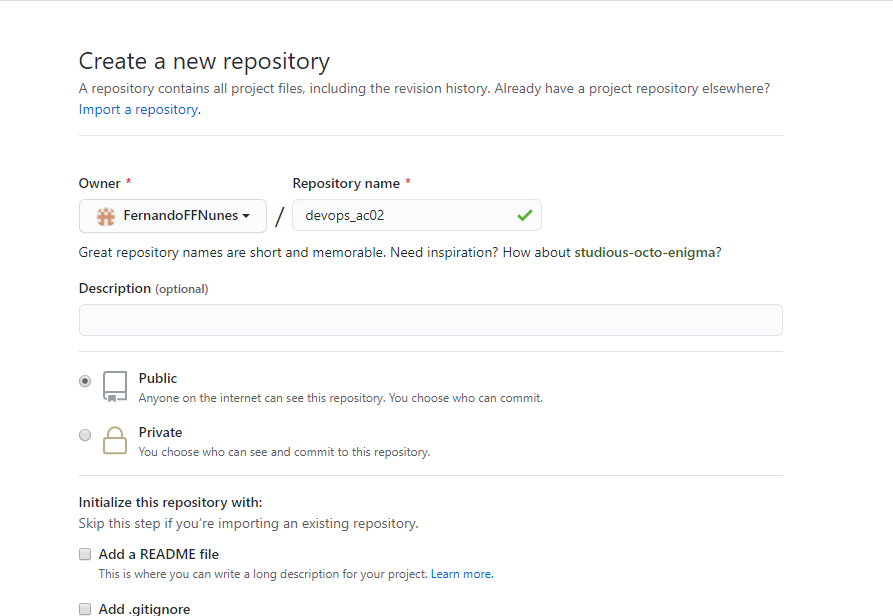 Create a new repository
A repository contains all project files, including the revision history. Already have a project repository elsewhere?
Import a repository.
Owner * Repository name *
FernandoFFNunes / devops_ac02
Great repository names are short and memorable. Need inspiration? How about studious-octo-enigma?
Description (optional)
Public
Anyone on the internet can see this repository. You choose who can commit.
Private
You choose who can see and commit to this repository.
Initialize this repository with:
Skip this step if you’re importing an existing repository.
Add a README file
This is where you can write a long description for your project. Learn more.
Add .gitignore